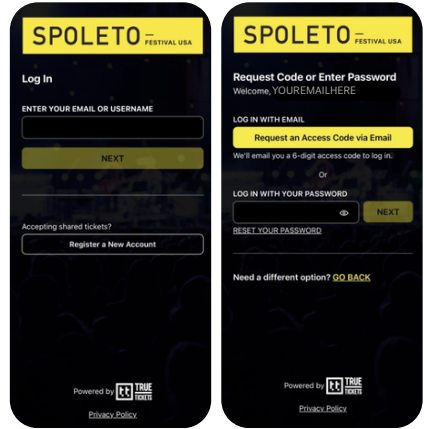 SPOLETO
FESTIVAL USA
Log In
ENTER YOUR EMAIL OR USERNAME
NEXT
Accepting shared tickets?
Register a New Account
Powered by tt TRUE
TICKETS
Privacy Policy
SPOLETO
FESTIVAL USA
Request Code or Enter Password
Welcome, YOUREMAILHERE
LOG IN WITH EMAIL
Request an Access Code via Email
We'll email you a 6-digit access code to log in.
Or
LOG IN WITH YOUR PASSWORD
NEXT
RESET YOUR PASSWORD
Need a different option? GO BACK
Powered by tt TRUE
TICKETS
Privacy Policy